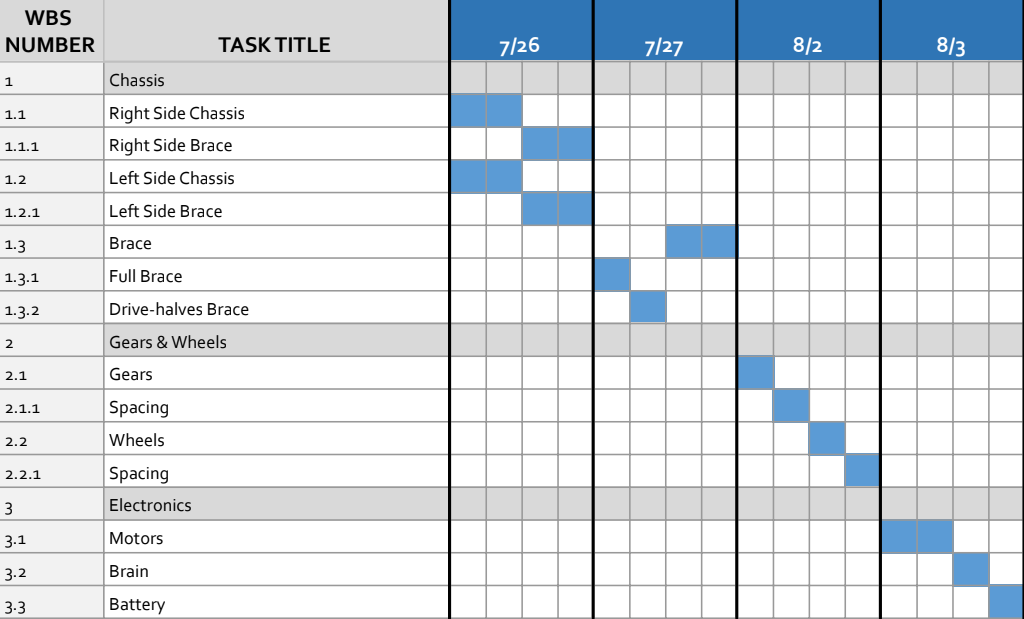 WBS NUMBER TASK TITLE 7/26 7/27 8/2 8/3
1 Chassis
1.1 Right Side Chassis
1.1.1 Right Side Brace
1.2 Left Side Chassis
1.2.1 Left Side Brace
1.3 Brace
1.3.1 Full Brace
1.3.2 Drive-halves Brace
2 Gears & Wheels
2.1 Gears
2.1.1 Spacing
2.2 Wheels
2.2.1 Spacing
3 Electronics
3.1 Motors
3.2 Brain
3.3 Battery